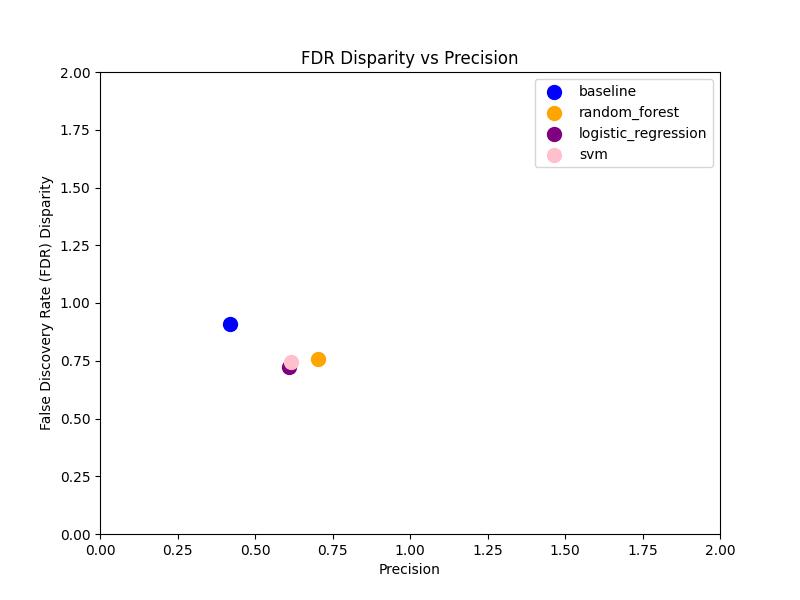 FDR Disparity vs Precision
baseline
random_forest
logistic_regression
svm
False Discovery Rate (FDR) Disparity
2.00
1.75
1.50
1.25
1.00
0.75
0.50
0.25
0.00
0.00 0.25 0.50 0.75 1.00 1.25 1.50 1.75 2.00
Precision